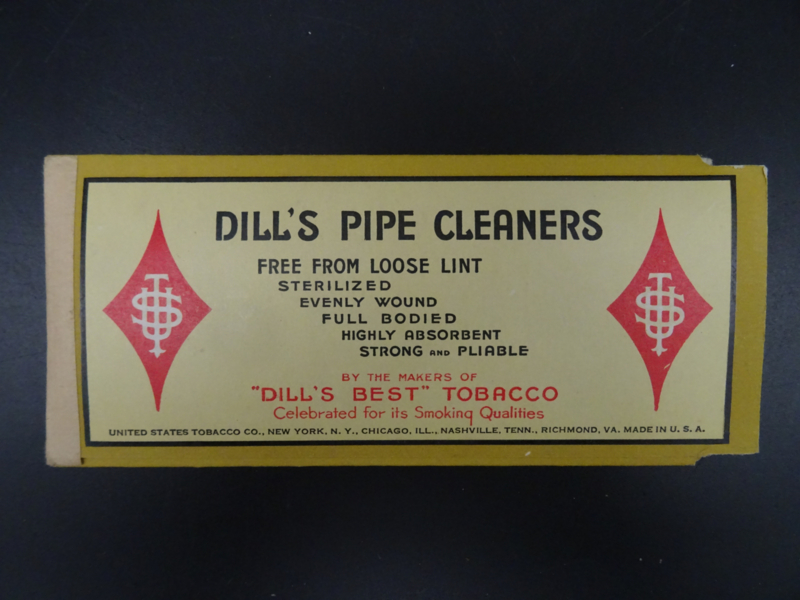 DILL'S PIPE CLEANERS
FREE FROM LOOSE LINT
STERILIZED
EVENLY WOUND
FULL BODIED
HIGHLY ABSORBENT
STRONG AND PLIABLE
BY THE MAKERS OF
"DILL'S BEST" TOBACCO
Celebrated for its Smoking Qualities
UNITED STATES TOBACCO CO., NEW YORK, N. Y., CHICAGO, ILL., NASHVILLE, TENN., RICHMOND, VA. MADE IN U. S. A.